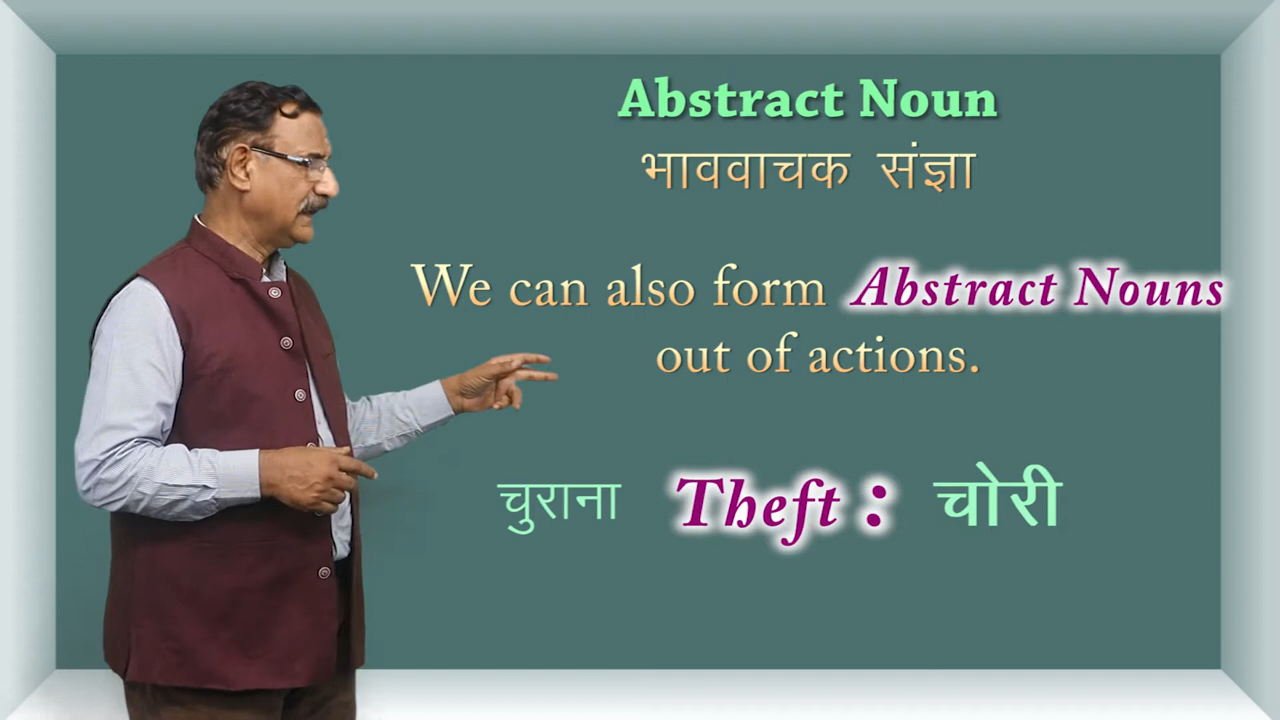 Abstract Noun
भाववाचक संज्ञा
We can also form Abstract Nouns
out of actions.
चुराना Theft : चोरी